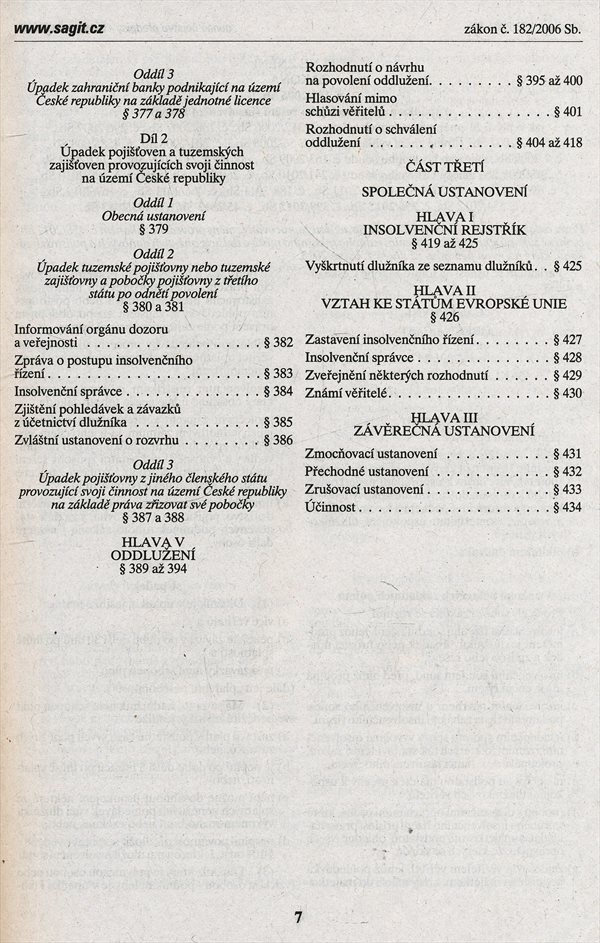 www.sagit.cz
zákon č. 182/2006 Sb.
Oddíl 3
Úpadek zahraniční banky podnikající na území
České republiky na základě jednotné licence
§ 377 a 378
Díl 2
Úpadek pojišťoven a tuzemských
zajišťoven provozujících svoji činnost
na území České republiky
Oddíl 1
Obecná ustanovení
§ 379
Oddíl 2
Úpadek tuzemské pojišťovny nebo tuzemské
zajišťovny a pobočky pojišťovny z třetího
státu po odnětí povolení
§ 380 a 381
Informování orgánu dozoru
a veřejnosti . . . . . . . . . . . . . . . . . § 382
Zpráva o postupu insolvenčního
řízení . . . . . . . . . . . . . . . . . . . . . § 383
Insolvenční správce . . . . . . . . . . . . . § 384
Zjištění pohledávek a závazků
z účetnictví dlužníka . . . . . . . . . . . . § 385
Zvláštní ustanovení o rozvrhu . . . . . . . . § 386
Oddíl 3
Úpadek pojišťovny z jiného členského státu
provozující svoji činnost na území České republiky
na základě práva zřizovat své pobočky
§ 387 a 388
HLAVA V
ODDLUŽENÍ
§ 389 až 394
Rozhodnutí o návrhu
na povolení oddlužení. . . . . . . . . § 395 až 400
Hlasování mimo
schůzi věřitelů . . . . . . . . . . . . . . . . § 401
Rozhodnutí o schválení
oddlužení . . . . . . . . . . . . . . . § 404 až 418
ČÁST TŘETÍ
SPOLEČNÁ USTANOVENÍ
HLAVA I
INSOLVENČNÍ REJSTŘÍK
§ 419 až 425
Vyškrtnutí dlužníka ze seznamu dlužníků. . § 425
HLAVA II
VZTAH KE STÁTŮM EVROPSKÉ UNIE
§ 426
Zastavení insolvenčního řízení . . . . . . . . § 427
Insolvenční správce . . . . . . . . . . . . . § 428
Zveřejnění některých rozhodnutí . . . . . . § 429
Známí věřitelé. . . . . . . . . . . . . . . . . § 430
HLAVA III
ZÁVĚREČNÁ USTANOVENÍ
Zmocňovací ustanovení . . . . . . . . . . . § 431
Přechodné ustanovení . . . . . . . . . . . . § 432
Zrušovací ustanovení . . . . . . . . . . . . . § 433
Účinnost . . . . . . . . . . . . . . . . . . . . § 434
7